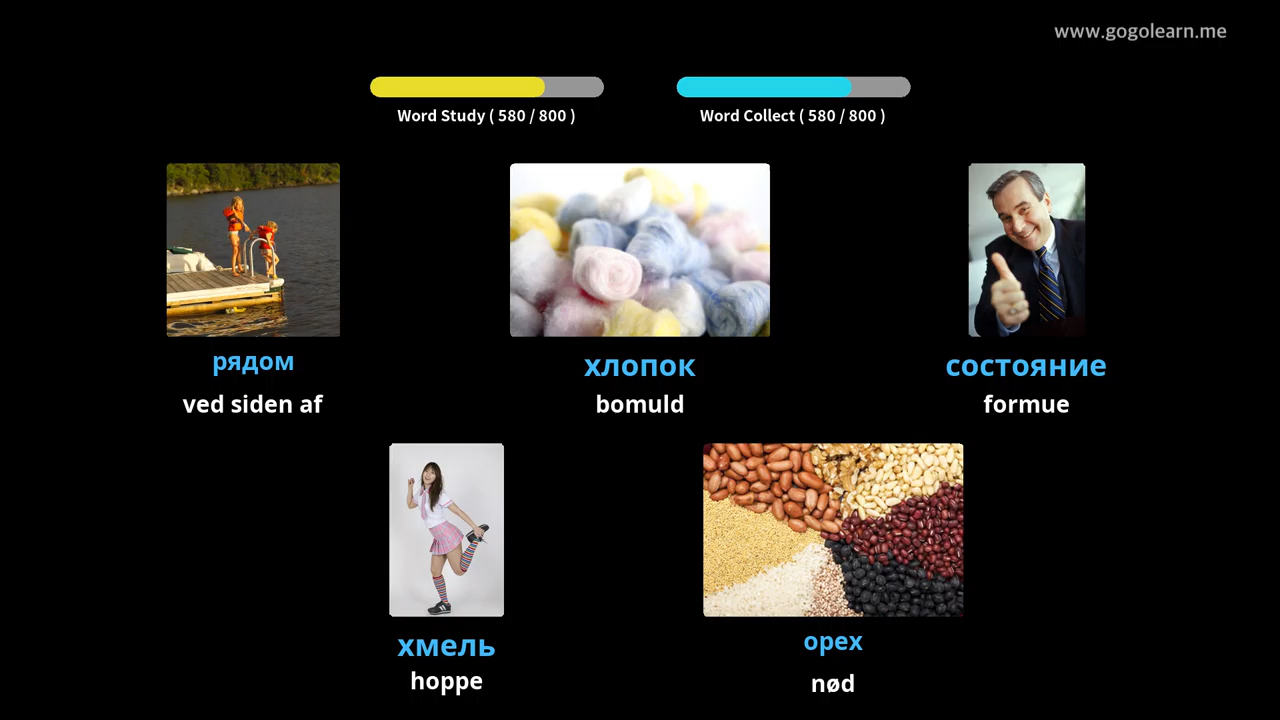 www.gogolearn.me
Word Study ( 580 / 800 )
Word Collect ( 580 / 800 )
рядом
ved siden af
хлопок
bomuld
состояние
formue
хмель
hoppe
орех
nød